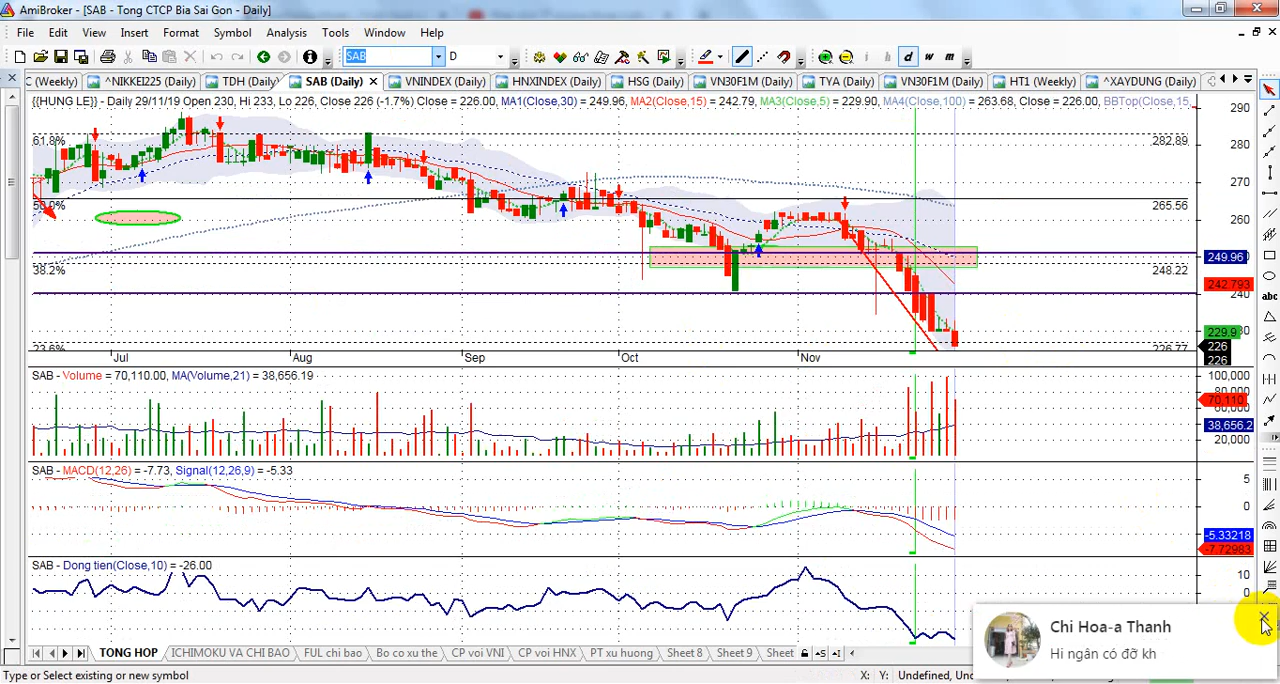 AmiBroker - [SAB - Tong CTCP Bia Sai Gon - Daily]
File Edit View Insert Format Symbol Analysis Tools Window Help
SAB D i h d w m
C (Weekly) ^NIKKEI225 (Daily) TDH (Daily) SAB (Daily) VNINDEX (Daily) HNXINDEX (Daily) HSG (Daily) VN30F1M (Daily) TYA (Daily) VN30F1M (Daily) HT1 (Weekly) ^XAYDUNG (Daily)
{{HUNG LE}} - Daily 29/11/19 Open 230, Hi 233, Lo 226, Close 226 (-1.7%) Close = 226.00, MA1(Close,30) = 249.96, MA2(Close,15) = 242.79, MA3(Close,5) = 229.90, MA4(Close,100) = 263.68, Close = 226.00, BBTop(Close,15,
290
61.8% 282.89
280
270
50.0% 265.56
260
249.96
38.2% 248.22
242.793
240
229.9
226
23.6% 226.77
226
Jul Aug Sep Oct Nov
SAB - Volume = 70,110.00, MA(Volume,21) = 38,656.19
100,000
80,000
70,110
60,000
38,656.2
20,000
SAB - MACD(12,26) = -7.73, Signal(12,26,9) = -5.33
5
0
-5.33218
-7.72983
SAB - Dong tien(Close,10) = -26.00
10
0
Chi Hoa-a Thanh
Hi ngân có đỡ kh
TONG HOP ICHIMOKU VA CHI BAO FUL chi bao Bo co xu the CP voi VNI CP voi HNX PT xu huong Sheet 8 Sheet 9 Sheet
Type or Select existing or new symbol X: Y: Undefined,
abc